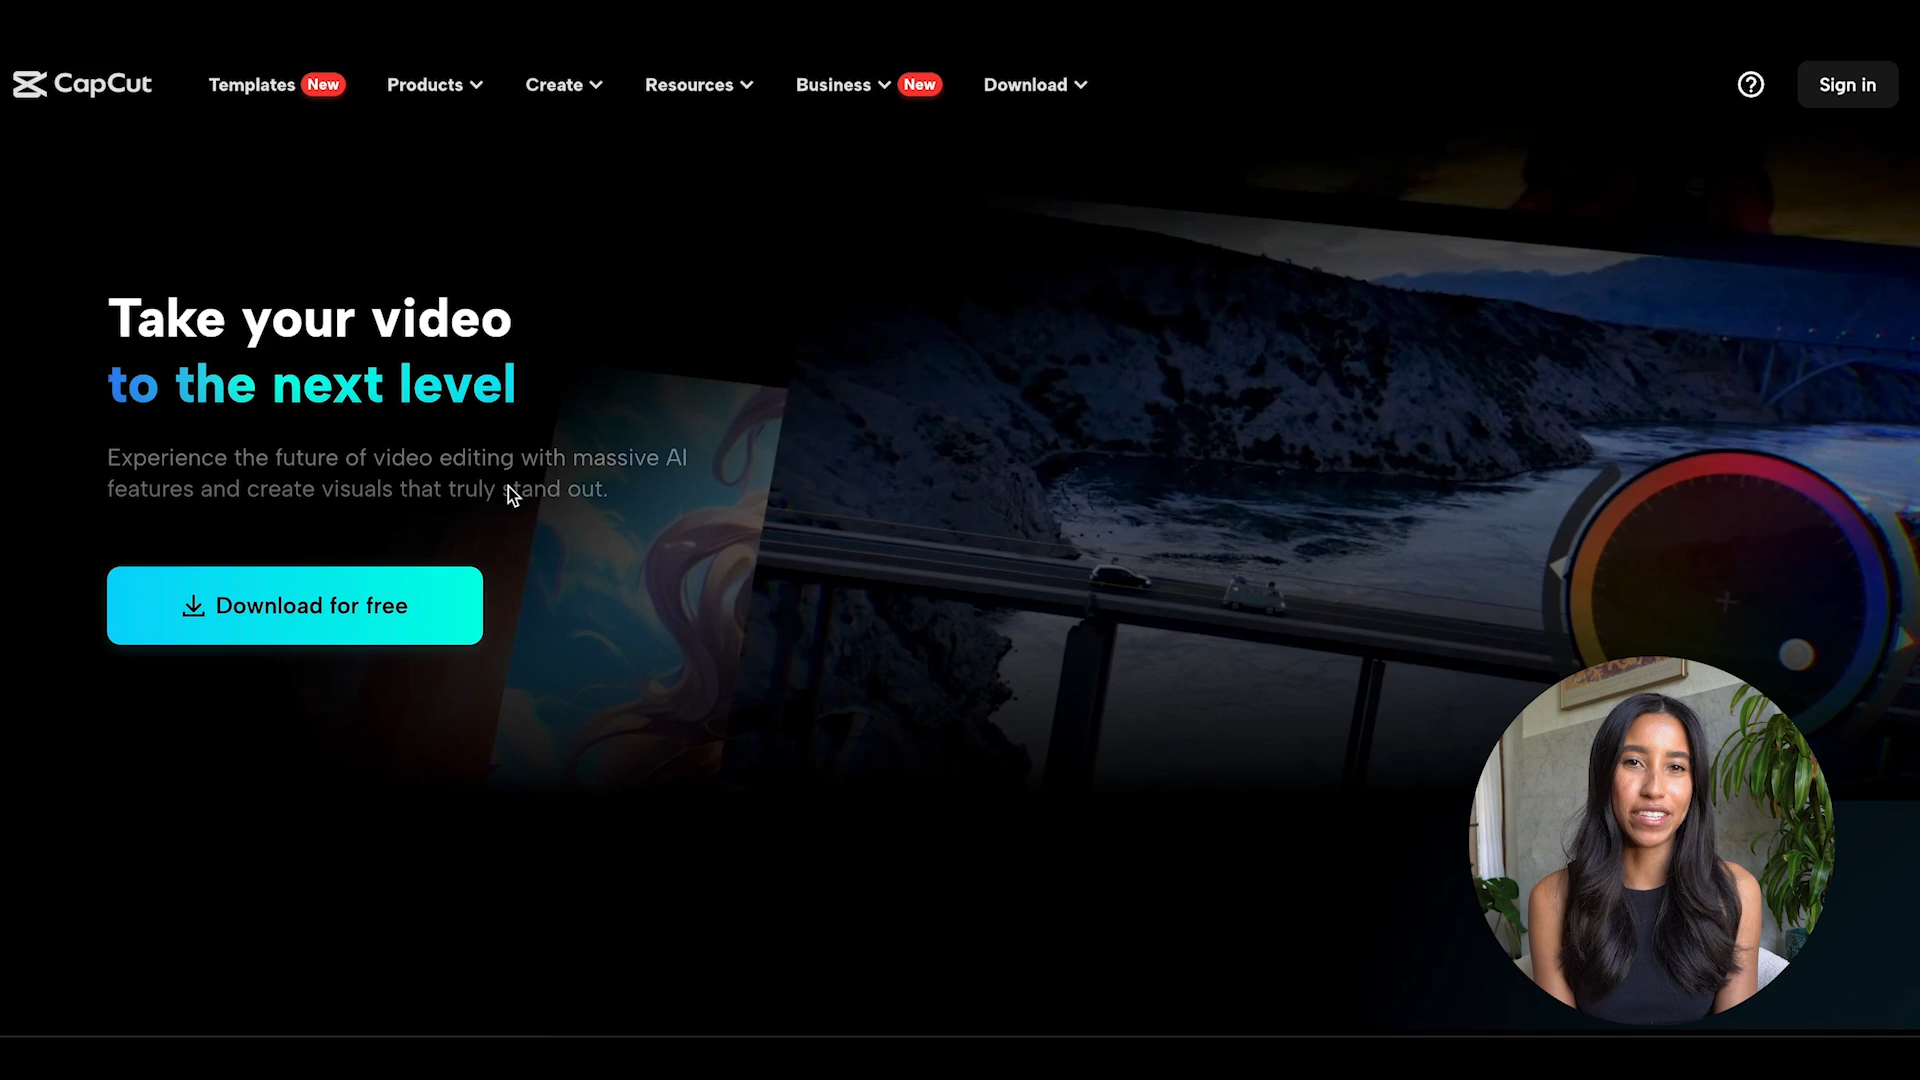 CapCut
Templates New
Products
Create
Resources
Business New
Download
Sign in
Take your video
to the next level
Experience the future of video editing with massive AI
features and create visuals that truly stand out.
Download for free